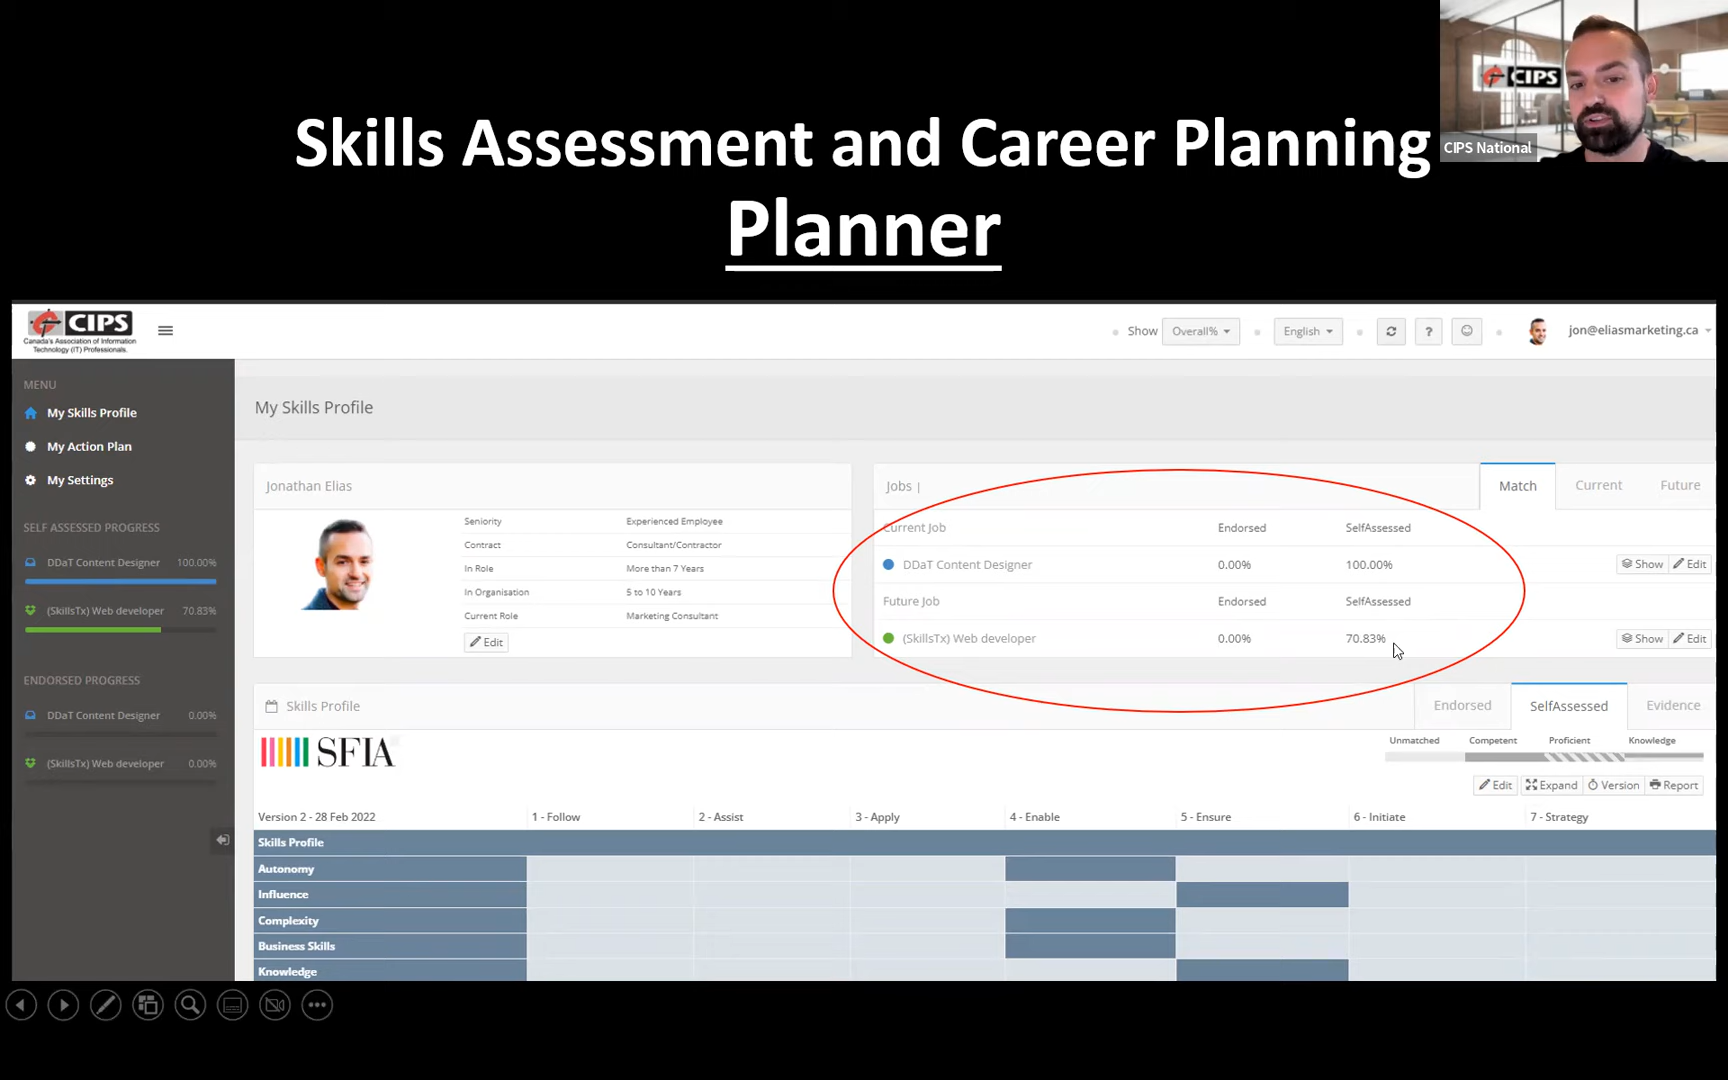 Skills Assessment and Career Planning
Planner
CIPS
CIPS National
CIPS
Canada's Association of Information
Technology (IT) Professionals.
Show Overall% English ? jon@eliasmarketing.ca
MENU
My Skills Profile
My Action Plan
My Settings
SELF ASSESSED PROGRESS
DDaT Content Designer 100.00%
(SkillsTx) Web developer 70.83%
ENDORSED PROGRESS
DDaT Content Designer 0.00%
(SkillsTx) Web developer 0.00%
My Skills Profile
Jonathan Elias
Seniority Experienced Employee
Contract Consultant/Contractor
In Role More than 7 Years
In Organisation 5 to 10 Years
Current Role Marketing Consultant
Edit
Jobs | Match Current Future
Current Job Endorsed SelfAssessed
DDaT Content Designer 0.00% 100.00% Show Edit
Future Job Endorsed SelfAssessed
(SkillsTx) Web developer 0.00% 70.83% Show Edit
Skills Profile Endorsed SelfAssessed Evidence
SFIA
Unmatched Competent Proficient Knowledge
Edit Expand Version Report
Version 2 - 28 Feb 2022 1 - Follow 2 - Assist 3 - Apply 4 - Enable 5 - Ensure 6 - Initiate 7 - Strategy
Skills Profile
Autonomy
Influence
Complexity
Business Skills
Knowledge